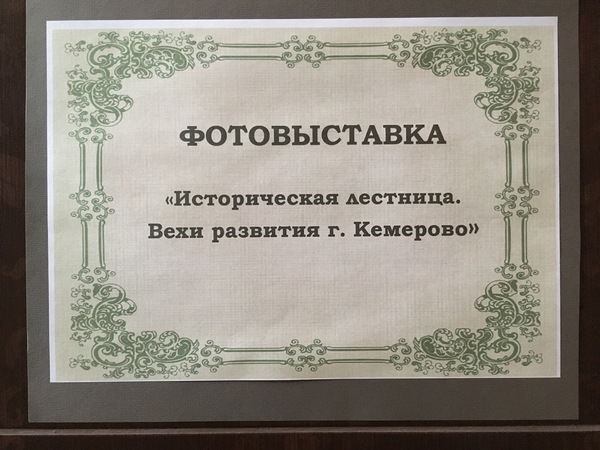 ФОТОВЫСТАВКА
«Историческая лестница.
Вехи развития г. Кемерово»